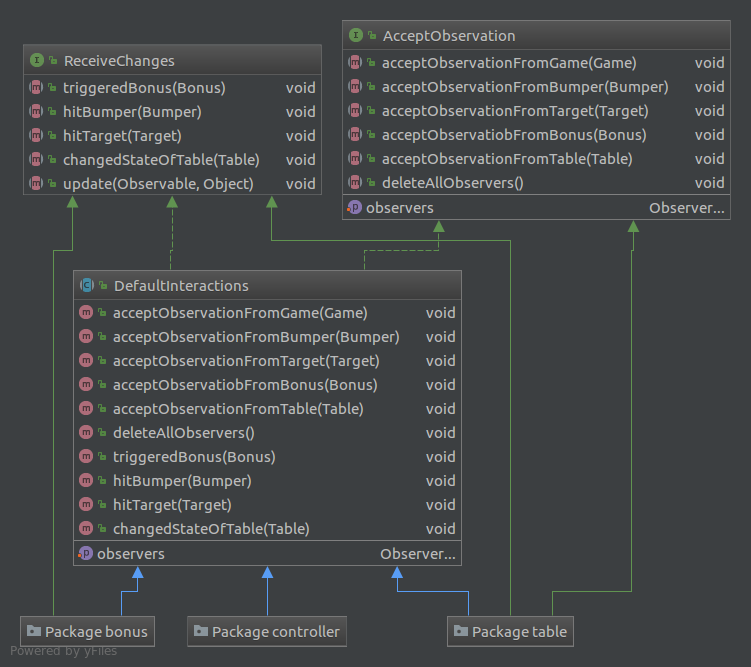 ReceiveChanges
triggeredBonus(Bonus) void
hitBumper(Bumper) void
hitTarget(Target) void
changedStateOfTable(Table) void
update(Observable, Object) void
AcceptObservation
acceptObservationFromGame(Game) void
acceptObservationFromBumper(Bumper) void
acceptObservationFromTarget(Target) void
acceptObservatiobFromBonus(Bonus) void
acceptObservationFromTable(Table) void
deleteAllObservers() void
observers Observer...
DefaultInteractions
acceptObservationFromGame(Game) void
acceptObservationFromBumper(Bumper) void
acceptObservationFromTarget(Target) void
acceptObservatiobFromBonus(Bonus) void
acceptObservationFromTable(Table) void
deleteAllObservers() void
triggeredBonus(Bonus) void
hitBumper(Bumper) void
hitTarget(Target) void
changedStateOfTable(Table) void
observers Observer...
Package bonus
Package controller
Package table
Powered by yFiles